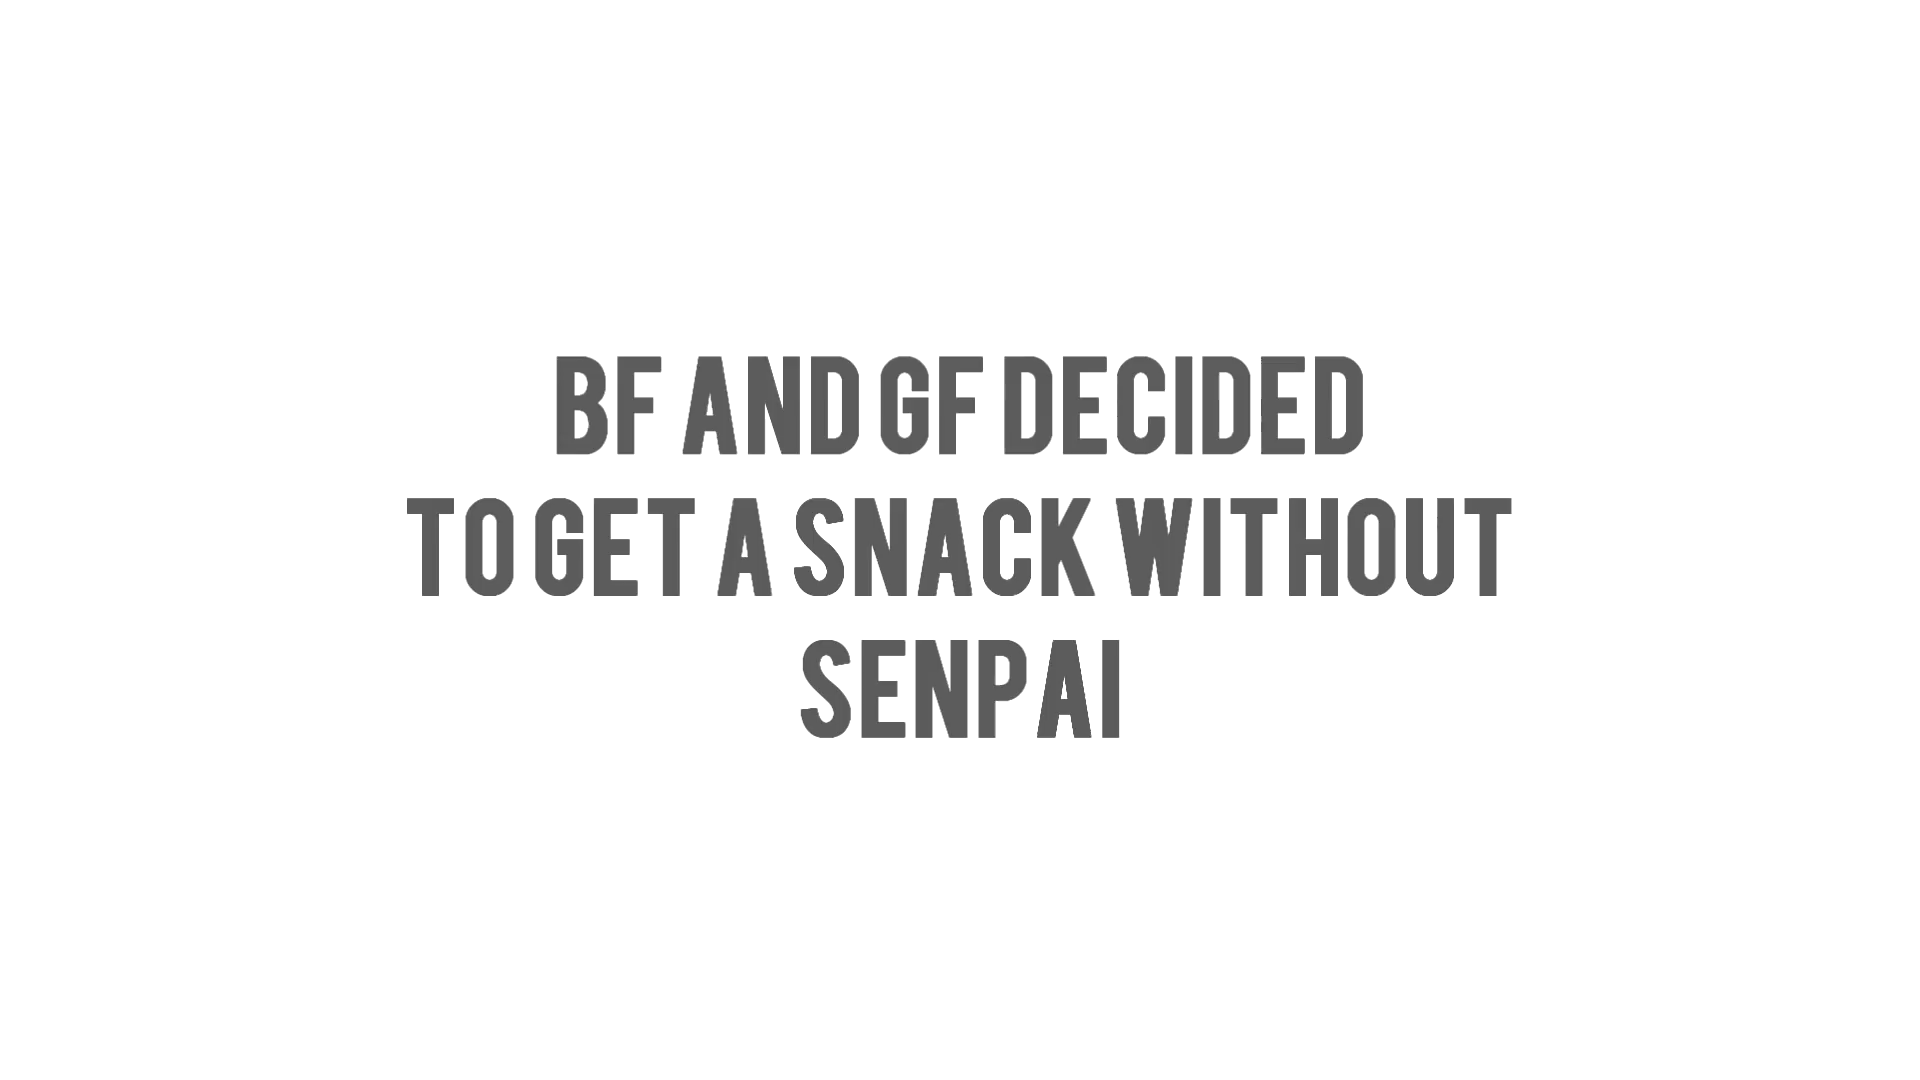 BF AND GF DECIDED
TO GET A SNACK WITHOUT
SENPAI